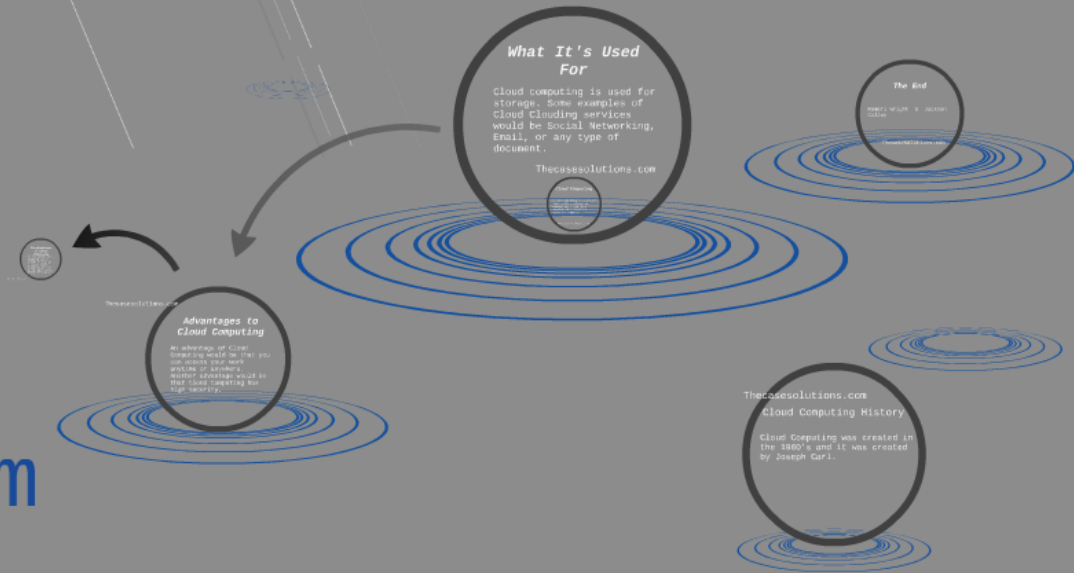 What It's Used
For
Cloud computing is used for
storage. Some examples of
Cloud Clouding services
would be Social Networking,
Email, or any type of
document.
Thecasesolutions.com
Cloud Computing
The End
Thecasesolutions.com
Thecasesolutions.com
Advantages to
Cloud Computing
An advantage of Cloud
Computing would be that you
can access your work
anytime or anywhere.
Another advantage would be
that Cloud Computing has
high security.
Thecasesolutions.com
Cloud Computing History
Cloud Computing was created in
the 1960's and it was created
by Joseph Carl.
m